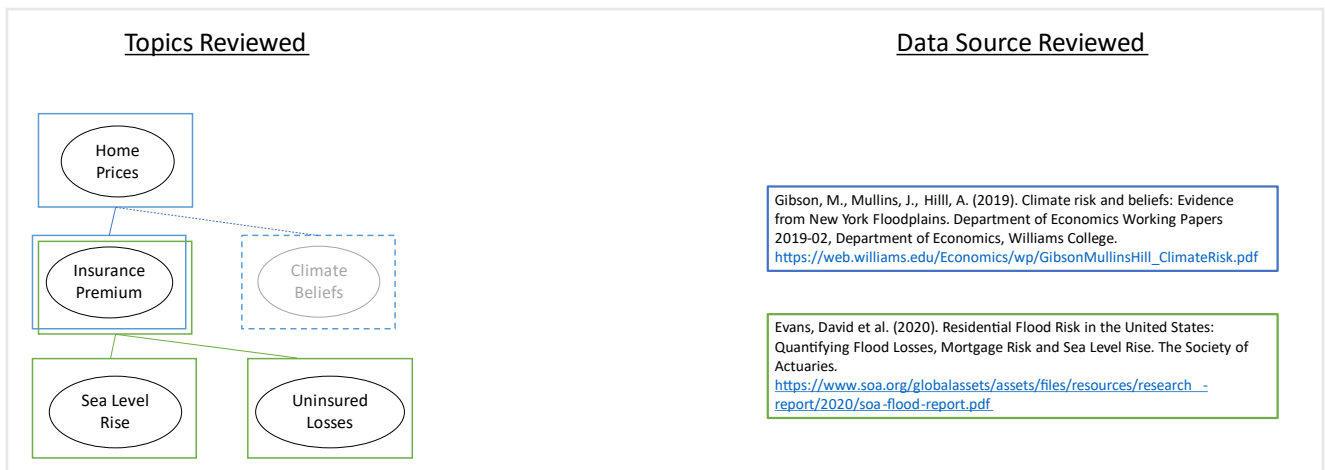 Topics Reviewed
Data Source Reviewed
Home
Prices
Insurance
Premium
Climate
Beliefs
Sea Level
Rise
Uninsured
Losses
Gibson, M., Mullins, J., Hilll, A. (2019). Climate risk and beliefs: Evidence
from New York Floodplains. Department of Economics Working Papers
2019-02, Department of Economics, Williams College.
https://web.williams.edu/Economics/wp/GibsonMullinsHill_ClimateRisk.pdf
Evans, David et al. (2020). Residential Flood Risk in the United States:
Quantifying Flood Losses, Mortgage Risk and Sea Level Rise. The Society of
Actuaries.
https://www.soa.org/globalassets/assets/files/resources/research -
report/2020/soa-flood-report.pdf